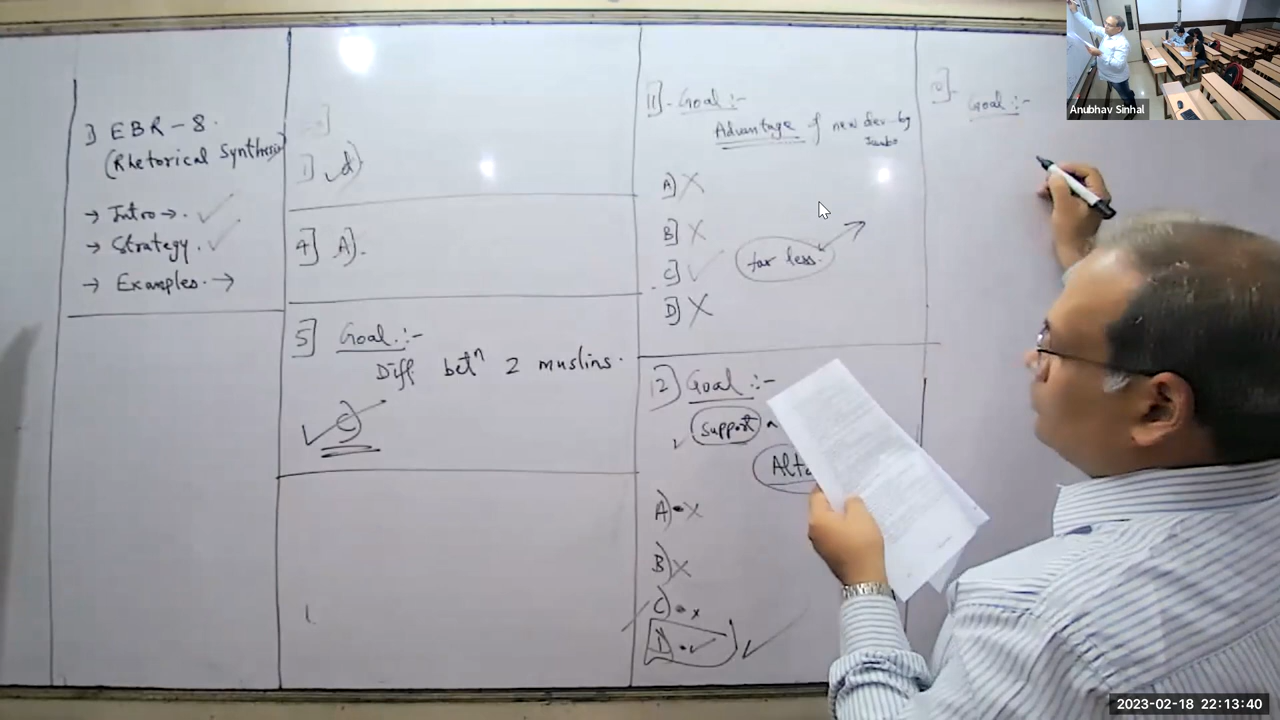 1] EBR-8.
(Rhetorical Synthesis)
→ Intro →.
→ Strategy.
→ Examples. →
4] A).
5] Goal :-
Diff betn 2 muslins.
11]. Goal :-
Advantage of new dev. by
A] X
B] X
C] ✓
far less.
D] X
12] Goal :-
Support
A) X
B) X
C) x
D ✓
Goal :-
Anubhav Sinhal
2023-02-18 22:13:40